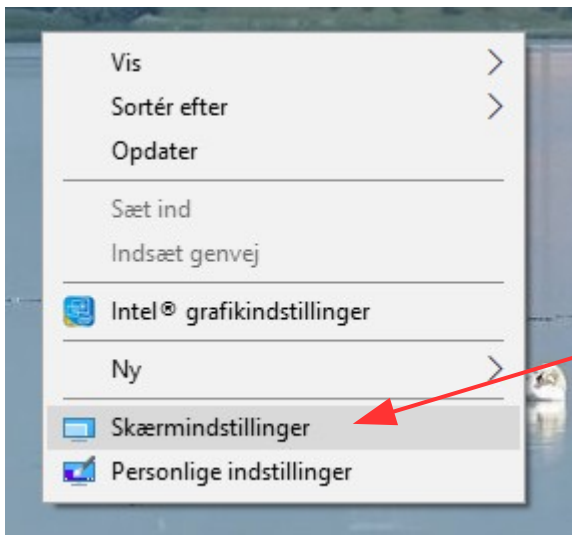 Vis
Sortér efter
Opdater
Sæt ind
Indsæt genvej
Intel® grafikindstillinger
Ny
Skærmindstillinger
Personlige indstillinger